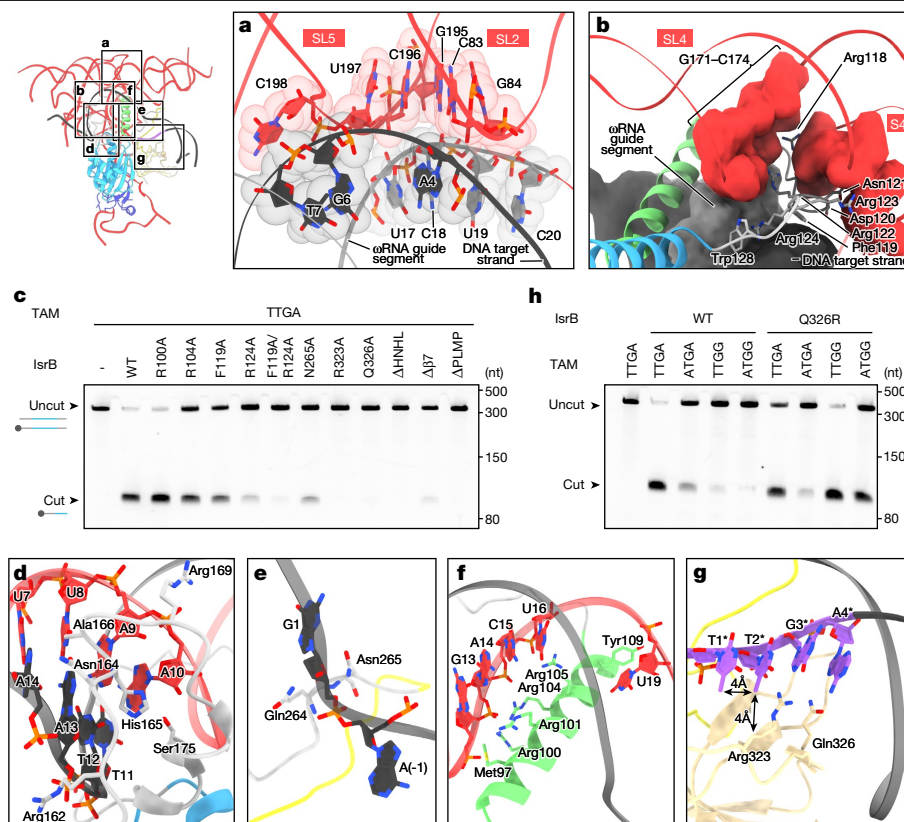 a
b
f
e
d
g
a
SL5
SL2
G195
C83
C196
U197
C198
G84
A4
G6
T7
U17
C18
U19
C20
ωRNA guide
segment
DNA target
strand
b
SL4
G171–C174
Arg118
ωRNA
guide
segment
Asn121
Arg123
Asp120
Arg122
Phe119
Arg124
Trp128
DNA target strand
c
TAM
TTGA
IsrB
-
WT
R100A
R104A
F119A
R124A
F119A/
R124A
N265A
R323A
Q326A
ΔHNHL
Δβ7
ΔPLMP
(nt)
Uncut
Cut
500
300
150
80
h
IsrB
WT
Q326R
TAM
TTGA
TTGA
ATGA
TTGG
ATGG
TTGA
ATGA
TTGG
ATGG
(nt)
Uncut
Cut
500
300
150
80
d
U7
U8
A9
A10
Arg169
Ala166
Asn164
A14
A13
His165
T12
T11
Ser175
Arg162
e
G1
Asn265
Gln264
A(-1)
f
U16
C15
A14
G13
Tyr109
Arg105
Arg104
U19
Arg101
Arg100
Met97
g
A4*
G3*
T2*
T1*
4Å
4Å
Gln326
Arg323